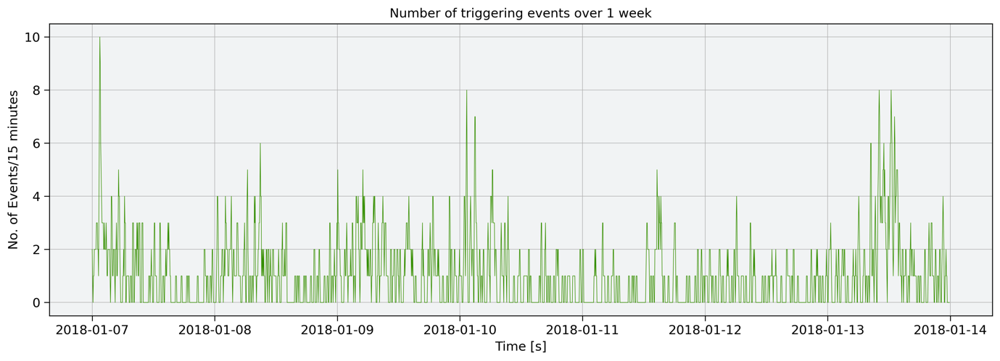 Number of triggering events over 1 week
No. of Events/15 minutes
10
8
6
4
2
0
2018-01-07 2018-01-08 2018-01-09 2018-01-10 2018-01-11 2018-01-12 2018-01-13 2018-01-14
Time [s]